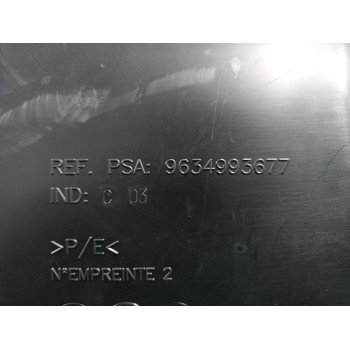 REF. PSA: 9634993677
IND: C 03
>P/E<
N°EMPREINTE 2